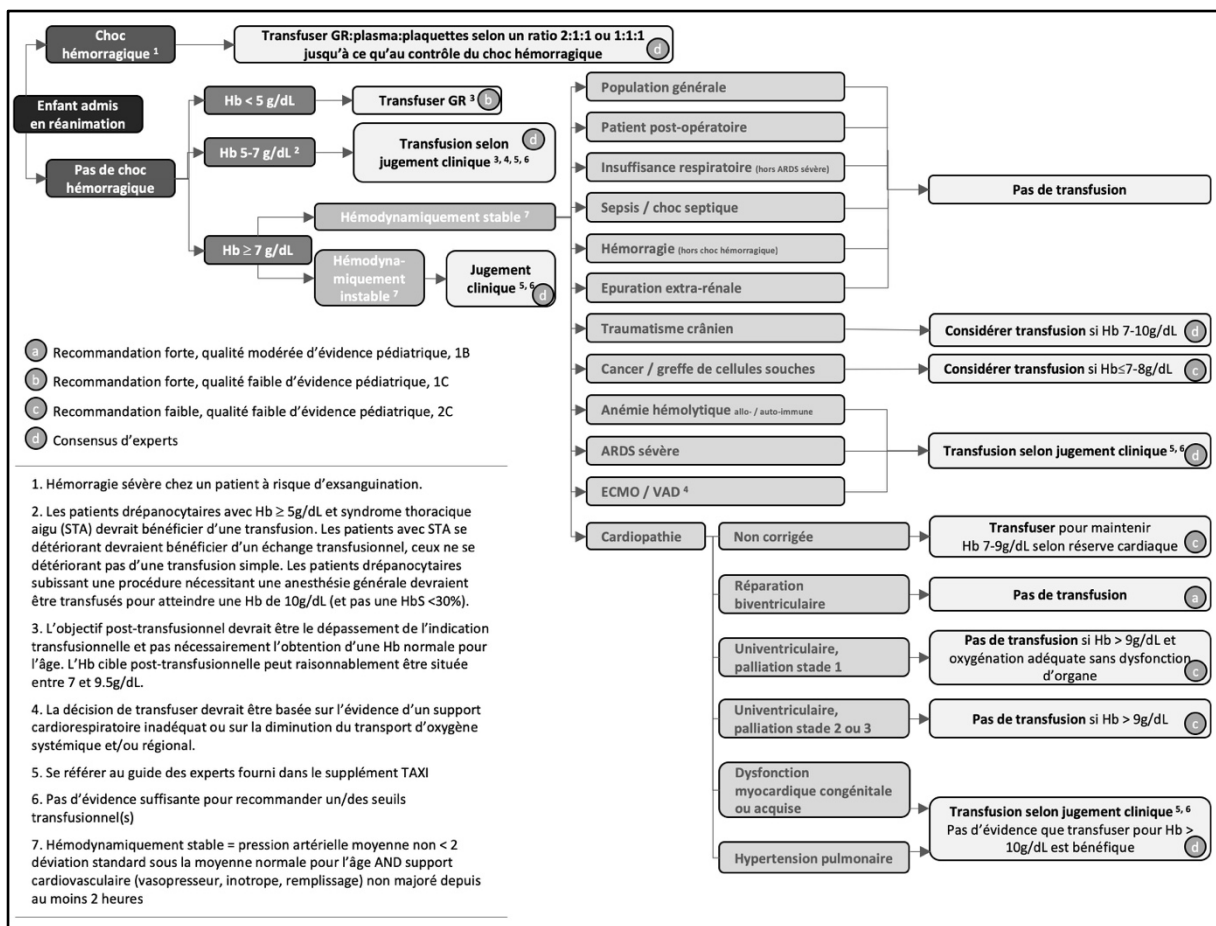 Choc
hémorragique ¹
Transfuser GR:plasma:plaquettes selon un ratio 2:1:1 ou 1:1:1
jusqu'à ce qu'au contrôle du choc hémorragique
d
Enfant admis
en réanimation
Pas de choc
hémorragique
Hb < 5 g/dL
Transfuser GR ³
b
Hb 5-7 g/dL ²
Transfusion selon
jugement clinique ³, ⁴, ⁵, ⁶
d
Hb ≥ 7 g/dL
Hémodynamiquement stable ⁷
Hémodyna-
miquement
instable ⁷
Jugement
clinique ⁵, ⁶
d
Population générale
Patient post-opératoire
Insuffisance respiratoire (hors ARDS sévère)
Sepsis / choc septique
Hémorragie (hors choc hémorragique)
Epuration extra-rénale
Pas de transfusion
Traumatisme crânien
Considérer transfusion si Hb 7-10g/dL
d
Cancer / greffe de cellules souches
Considérer transfusion si Hb≤7-8g/dL
c
Anémie hémolytique allo- / auto-immune
ARDS sévère
ECMO / VAD ⁴
Transfusion selon jugement clinique ⁵, ⁶
d
Cardiopathie
Non corrigée
Transfuser pour maintenir
Hb 7-9g/dL selon réserve cardiaque
c
Réparation
biventriculaire
Pas de transfusion
a
Univentriculaire,
palliation stade 1
Pas de transfusion si Hb > 9g/dL et
oxygénation adéquate sans dysfonction
d'organe
c
Univentriculaire,
palliation stade 2 ou 3
Pas de transfusion si Hb > 9g/dL
c
Dysfonction
myocardique congénitale
ou acquise
Hypertension pulmonaire
Transfusion selon jugement clinique ⁵, ⁶
Pas d'évidence que transfuser pour Hb >
10g/dL est bénéfique
d
a Recommandation forte, qualité modérée d'évidence pédiatrique, 1B
b Recommandation forte, qualité faible d'évidence pédiatrique, 1C
c Recommandation faible, qualité faible d'évidence pédiatrique, 2C
d Consensus d'experts
1. Hémorragie sévère chez un patient à risque d'exsanguination.
2. Les patients drépanocytaires avec Hb ≥ 5g/dL et syndrome thoracique
aigu (STA) devrait bénéficier d'une transfusion. Les patients avec STA se
détériorant devraient bénéficier d'un échange transfusionnel, ceux ne se
détériorant pas d'une transfusion simple. Les patients drépanocytaires
subissant une procédure nécessitant une anesthésie générale devraient
être transfusés pour atteindre une Hb de 10g/dL (et pas une HbS <30%).
3. L'objectif post-transfusionnel devrait être le dépassement de l'indication
transfusionnelle et pas nécessairement l'obtention d'une Hb normale pour
l'âge. L'Hb cible post-transfusionnelle peut raisonnablement être située
entre 7 et 9.5g/dL.
4. La décision de transfuser devrait être basée sur l'évidence d'un support
cardiorespiratoire inadéquat ou sur la diminution du transport d'oxygène
systémique et/ou régional.
5. Se référer au guide des experts fourni dans le supplément TAXI
6. Pas d'évidence suffisante pour recommander un/des seuils
transfusionnel(s)
7. Hémodynamiquement stable = pression artérielle moyenne non < 2
déviation standard sous la moyenne normale pour l'âge AND support
cardiovasculaire (vasopresseur, inotrope, remplissage) non majoré depuis
au moins 2 heures